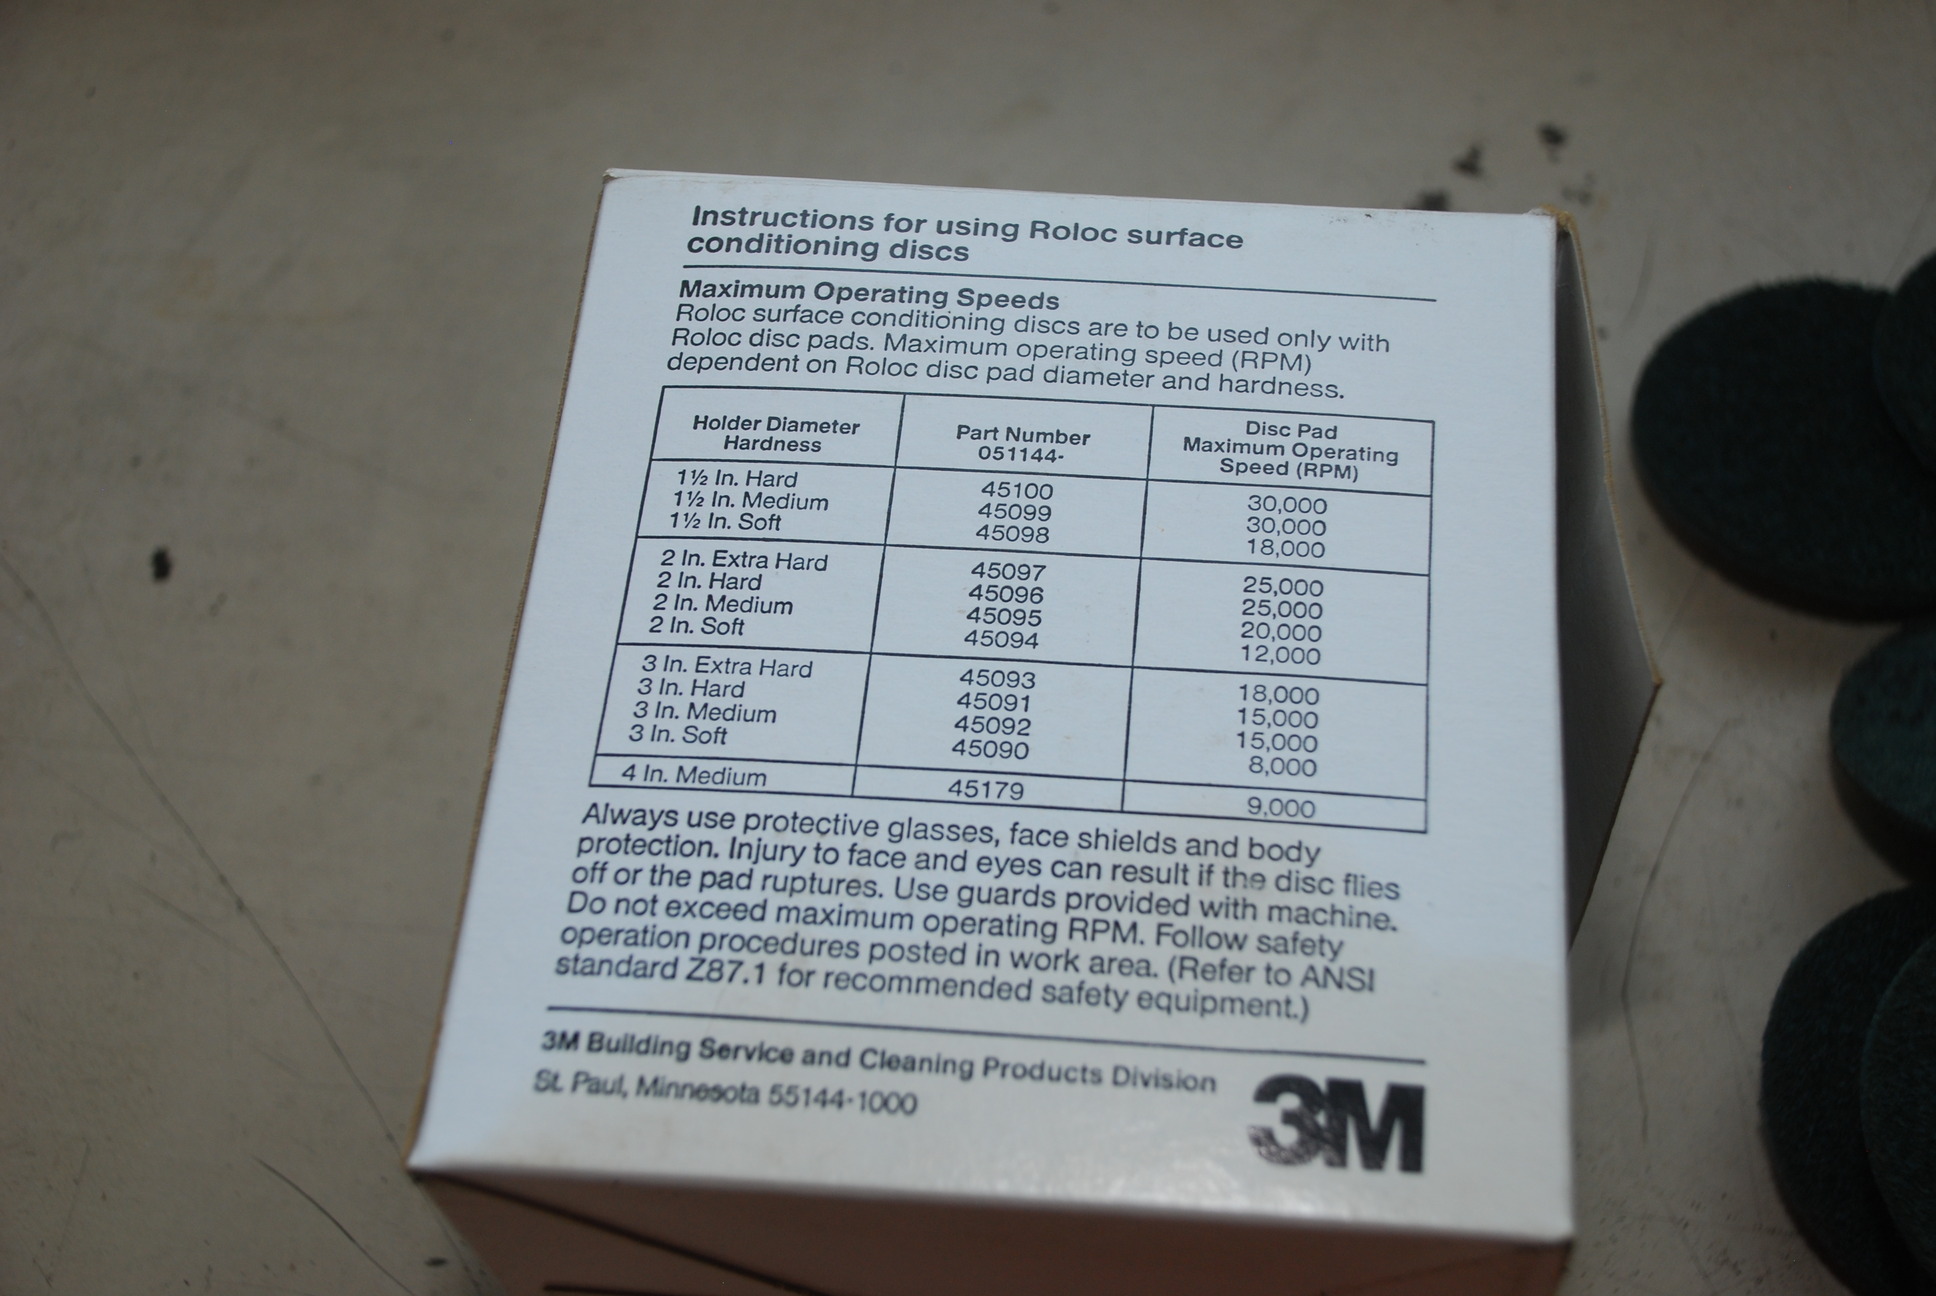 Instructions for using Roloc surface
conditioning discs
Maximum Operating Speeds
Roloc surface conditioning discs are to be used only with
Roloc disc pads. Maximum operating speed (RPM)
dependent on Roloc disc pad diameter and hardness.
Holder Diameter Hardness Part Number 051144- Disc Pad Maximum Operating Speed (RPM)
1½ In. Hard 45100 30,000
1½ In. Medium 45099 30,000
1½ In. Soft 45098 18,000
2 In. Extra Hard 45097 25,000
2 In. Hard 45096 25,000
2 In. Medium 45095 20,000
2 In. Soft 45094 12,000
3 In. Extra Hard 45093 18,000
3 In. Hard 45091 15,000
3 In. Medium 45092 15,000
3 In. Soft 45090 8,000
4 In. Medium 45179 9,000
Always use protective glasses, face shields and body
protection. Injury to face and eyes can result if the disc flies
off or the pad ruptures. Use guards provided with machine.
Do not exceed maximum operating RPM. Follow safety
operation procedures posted in work area. (Refer to ANSI
standard Z87.1 for recommended safety equipment.)
3M Building Service and Cleaning Products Division
St. Paul, Minnesota 55144-1000
3M